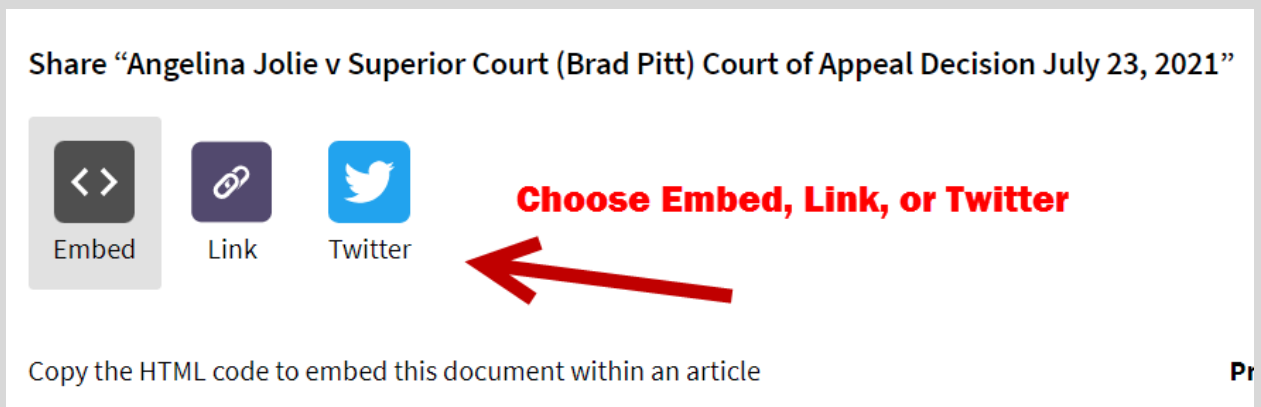 Share “Angelina Jolie v Superior Court (Brad Pitt) Court of Appeal Decision July 23, 2021”
Choose Embed, Link, or Twitter
Embed Link Twitter
Copy the HTML code to embed this document within an article